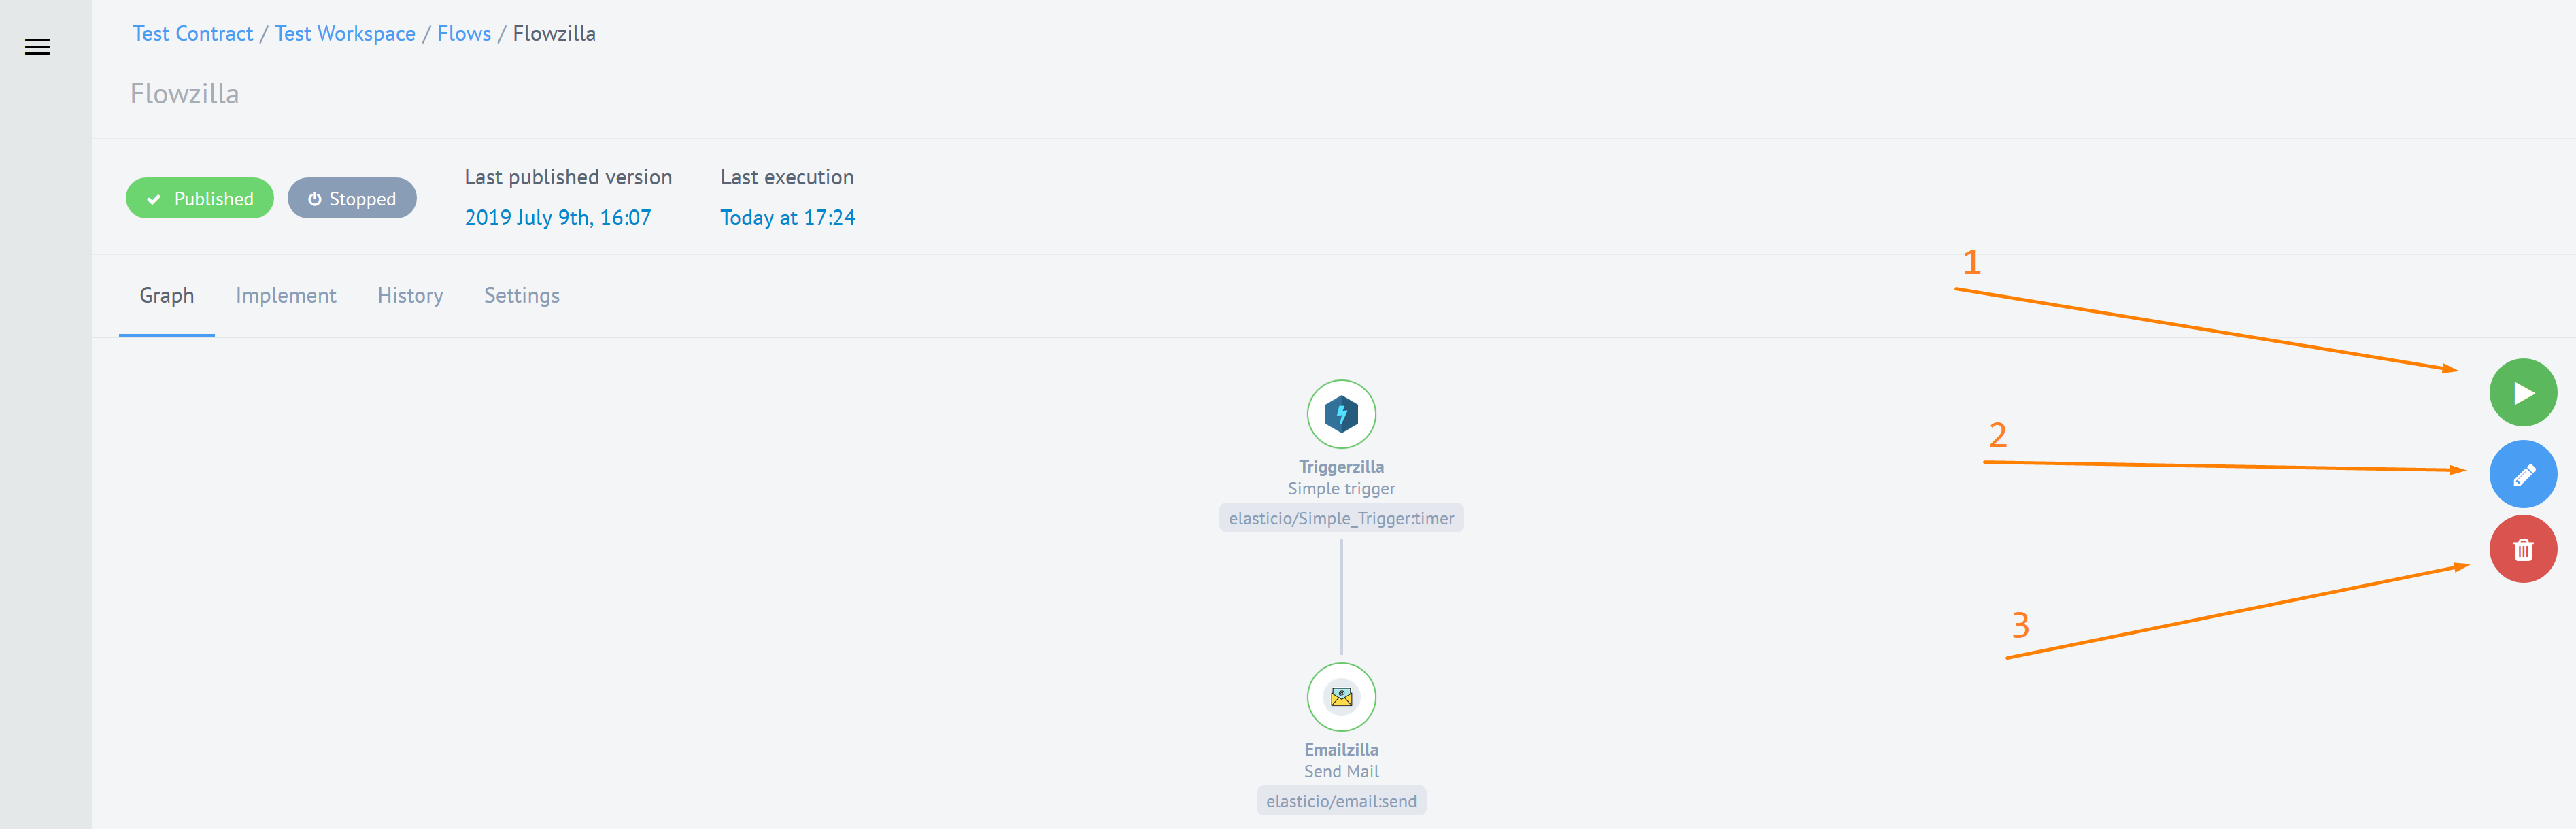 Test Contract / Test Workspace / Flows / Flowzilla
Flowzilla
Published
Stopped
Last published version
2019 July 9th, 16:07
Last execution
Today at 17:24
Graph
Implement
History
Settings
1
2
3
Triggerzilla
Simple trigger
elasticio/Simple_Trigger:timer
Emailzilla
Send Mail
elasticio/email:send